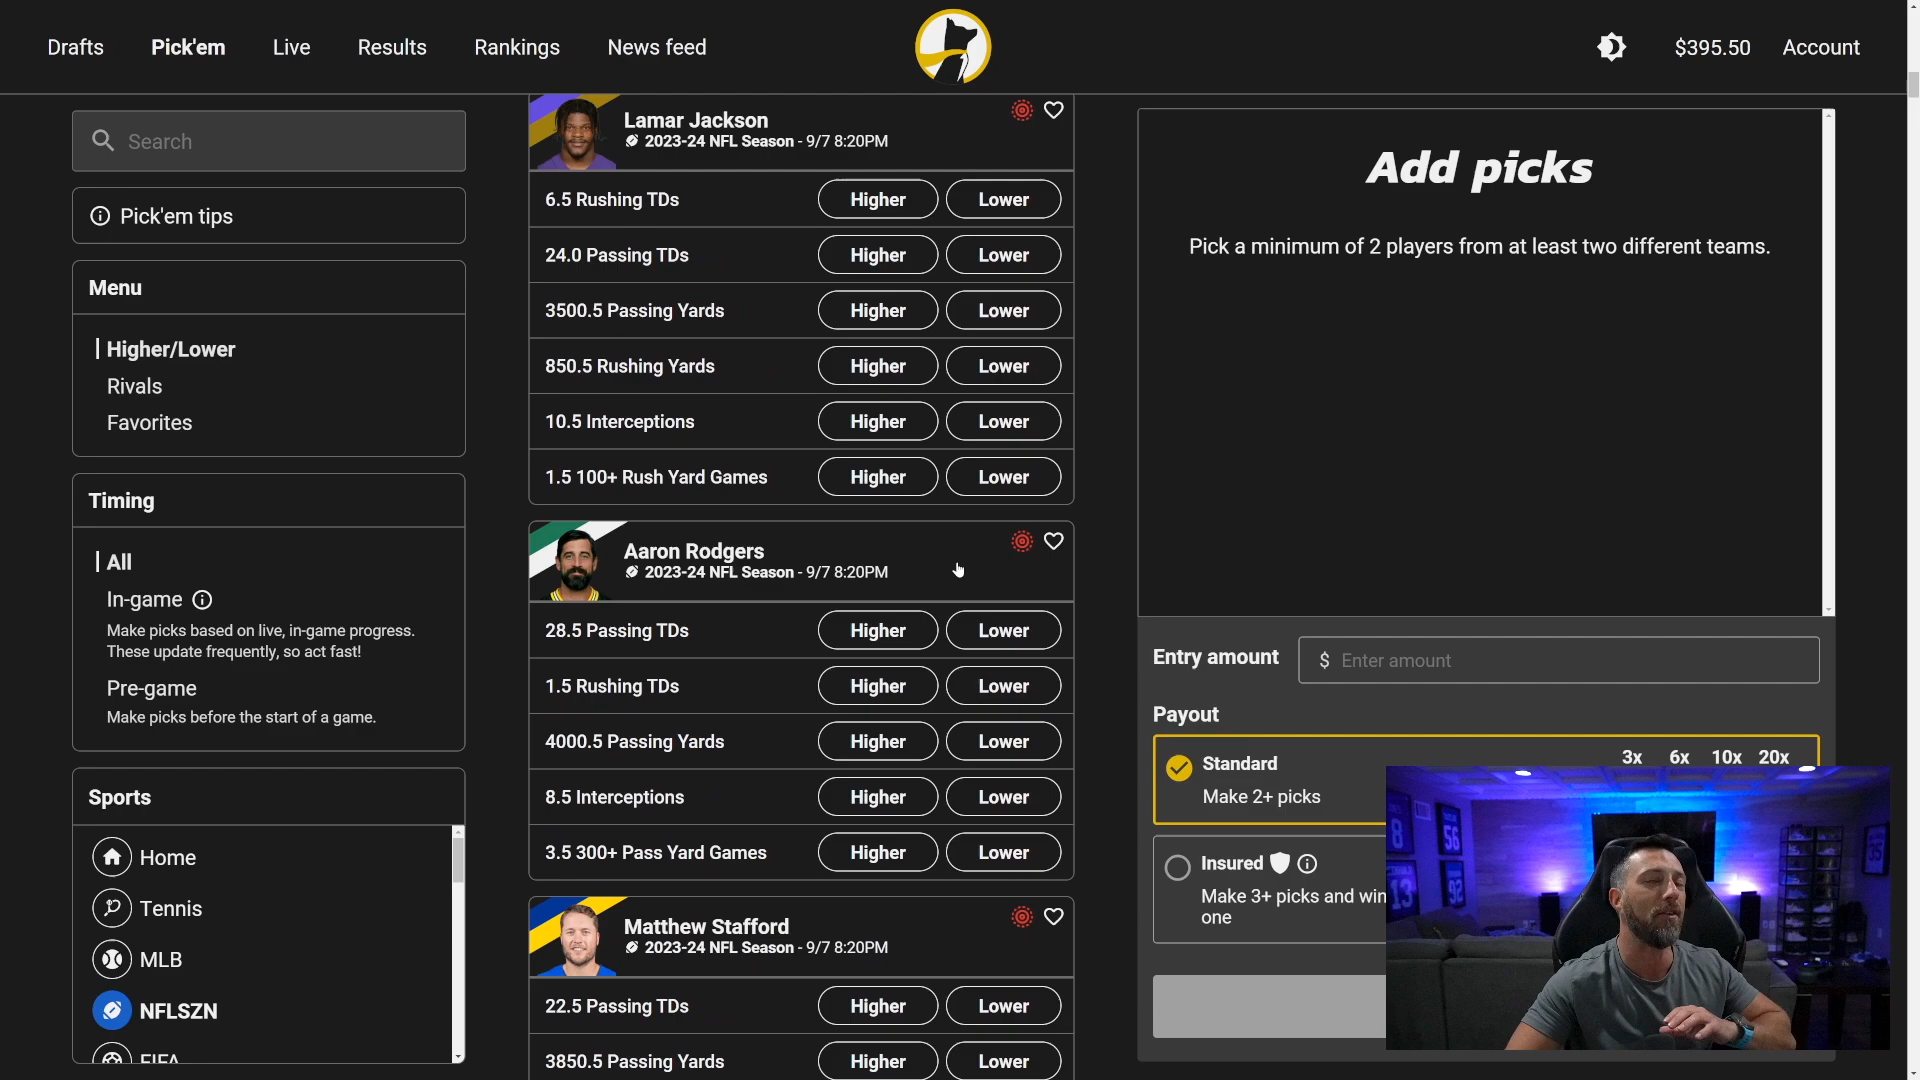 Drafts
Pick'em
Live
Results
Rankings
News feed
$395.50
Account
Search
Pick'em tips
Menu
Higher/Lower
Rivals
Favorites
Timing
All
In-game
Make picks based on live, in-game progress.
These update frequently, so act fast!
Pre-game
Make picks before the start of a game.
Sports
Home
Tennis
MLB
NFLSZN
FIFA
Lamar Jackson
2023-24 NFL Season - 9/7 8:20PM
6.5 Rushing TDs Higher Lower
24.0 Passing TDs Higher Lower
3500.5 Passing Yards Higher Lower
850.5 Rushing Yards Higher Lower
10.5 Interceptions Higher Lower
1.5 100+ Rush Yard Games Higher Lower
Aaron Rodgers
2023-24 NFL Season - 9/7 8:20PM
28.5 Passing TDs Higher Lower
1.5 Rushing TDs Higher Lower
4000.5 Passing Yards Higher Lower
8.5 Interceptions Higher Lower
3.5 300+ Pass Yard Games Higher Lower
Matthew Stafford
2023-24 NFL Season - 9/7 8:20PM
22.5 Passing TDs Higher Lower
3850.5 Passing Yards Higher Lower
Add picks
Pick a minimum of 2 players from at least two different teams.
Entry amount
$ Enter amount
Payout
Standard 3x 6x 10x 20x
Make 2+ picks
Insured
Make 3+ picks and win
one
8
56
13
92